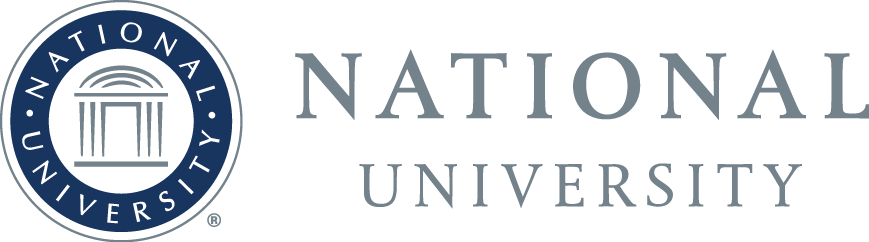 NATIONAL
· UNIVERSITY ·
®
NATIONAL
UNIVERSITY